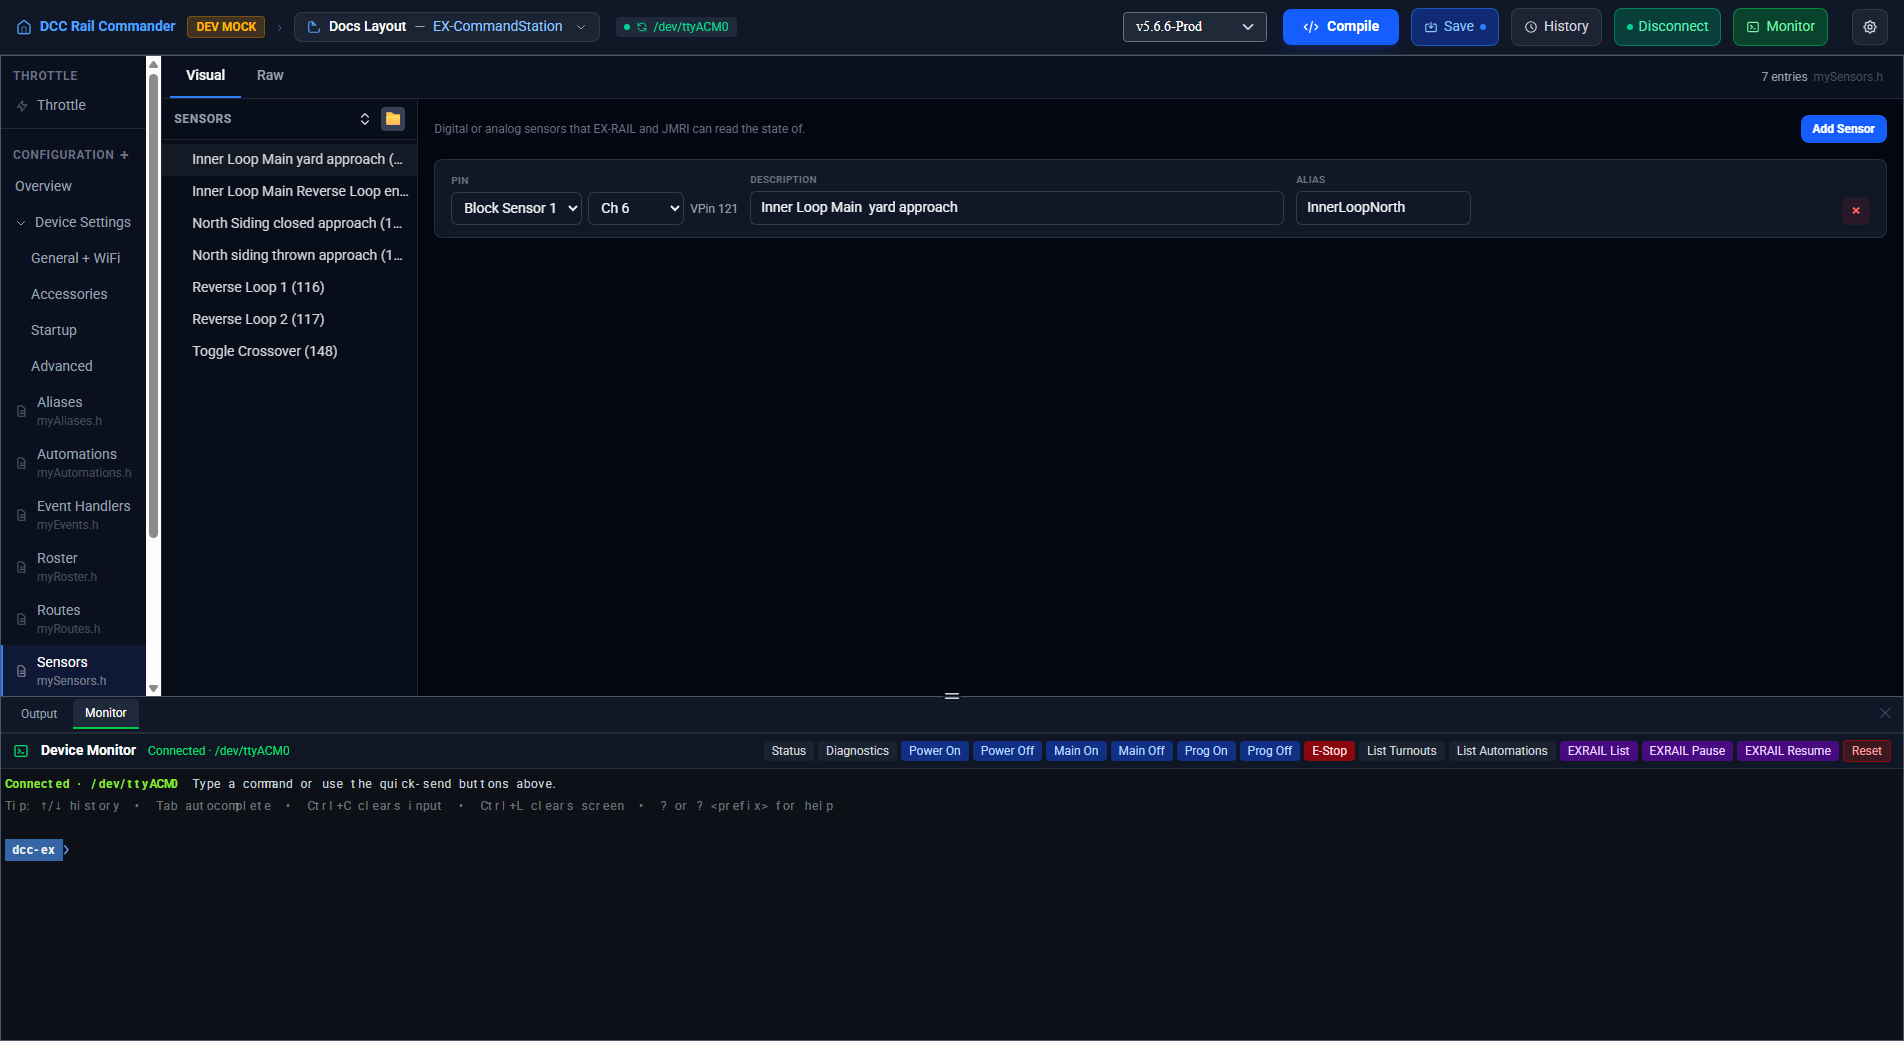 DCC Rail Commander DEV MOCK › Docs Layout — EX-CommandStation /dev/ttyACM0 v5.6.6-Prod </> Compile Save History Disconnect Monitor
THROTTLE
Throttle
CONFIGURATION +
Overview
Device Settings
General + WiFi
Accessories
Startup
Advanced
Aliases
myAliases.h
Automations
myAutomations.h
Event Handlers
myEvents.h
Roster
myRoster.h
Routes
myRoutes.h
Sensors
mySensors.h
Visual Raw 7 entries mySensors.h
SENSORS
Inner Loop Main yard approach (...
Inner Loop Main Reverse Loop en...
North Siding closed approach (1...
North siding thrown approach (1...
Reverse Loop 1 (116)
Reverse Loop 2 (117)
Toggle Crossover (148)
Digital or analog sensors that EX-RAIL and JMRI can read the state of. Add Sensor
PIN DESCRIPTION ALIAS
Block Sensor 1 Ch 6 VPin 121 Inner Loop Main  yard approach InnerLoopNorth ×
Output Monitor
Device Monitor Connected · /dev/ttyACM0 Status Diagnostics Power On Power Off Main On Main Off Prog On Prog Off E-Stop List Turnouts List Automations EXRAIL List EXRAIL Pause EXRAIL Resume Reset
Connected · /dev/ttyACM0 Type a command or use the quick-send buttons above.
Tip: ↑/↓ history • Tab autocomplete • Ctrl+C clears input • Ctrl+L clears screen • ? or ? <prefix> for help
dcc-ex ›